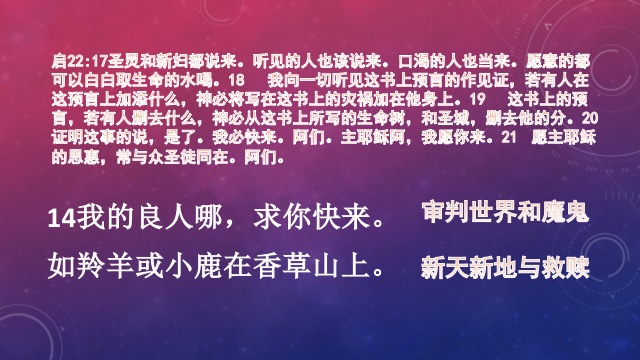 启22:17圣灵和新妇都说来。听见的人也该说来。口渴的人也当来。愿意的都
可以白白取生命的水喝。18 我向一切听见这书上预言的作见证，若有人在
这预言上加添什么，神必将写在这书上的灾祸加在他身上。19 这书上的预
言，若有人删去什么，神必从这书上所写的生命树，和圣城，删去他的分。20
证明这事的说，是了。我必快来。阿们。主耶稣阿，我愿你来。21 愿主耶稣
的恩惠，常与众圣徒同在。阿们。
14我的良人哪，求你快来。
如羚羊或小鹿在香草山上。
审判世界和魔鬼
新天新地与救赎